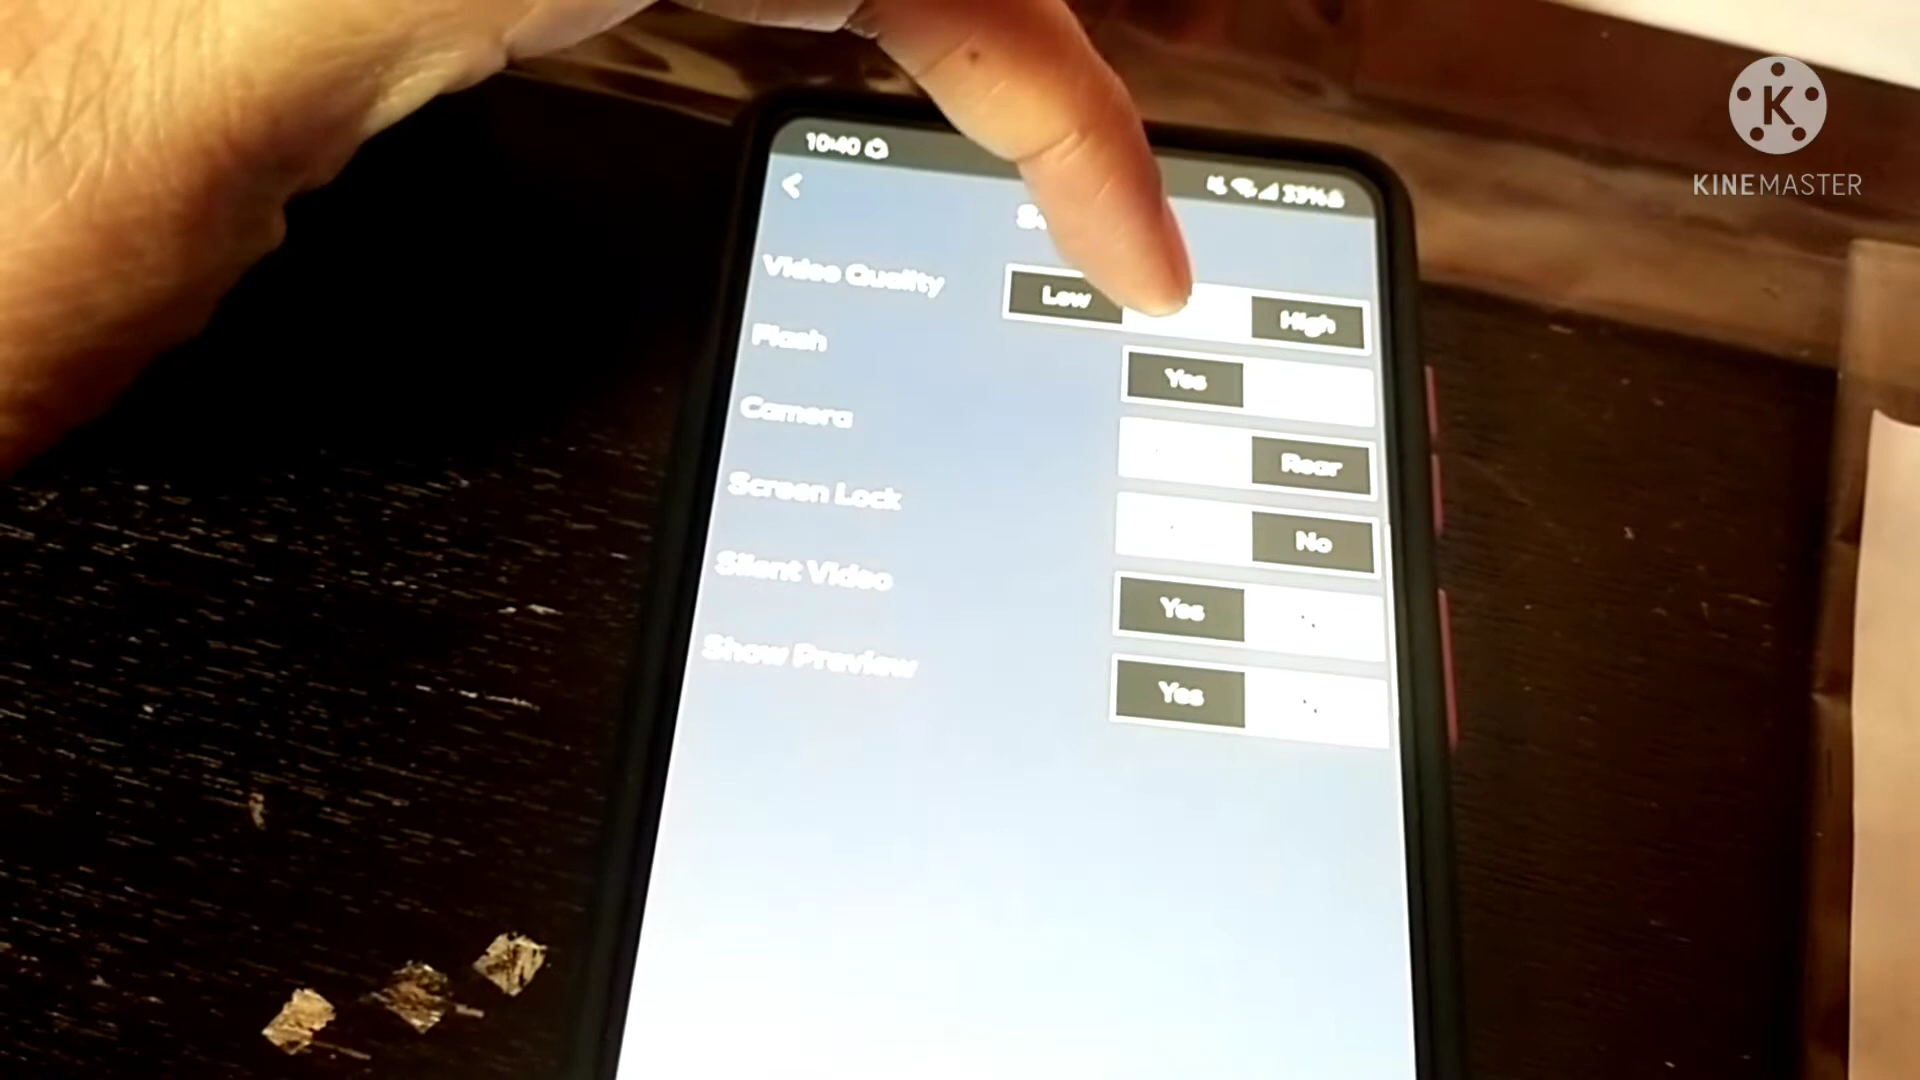 10:40
33%
Video Quality
Low
High
Flash
Yes
Camera
Rear
Screen Lock
No
Silent Video
Yes
Show Preview
Yes
K
KINEMASTER